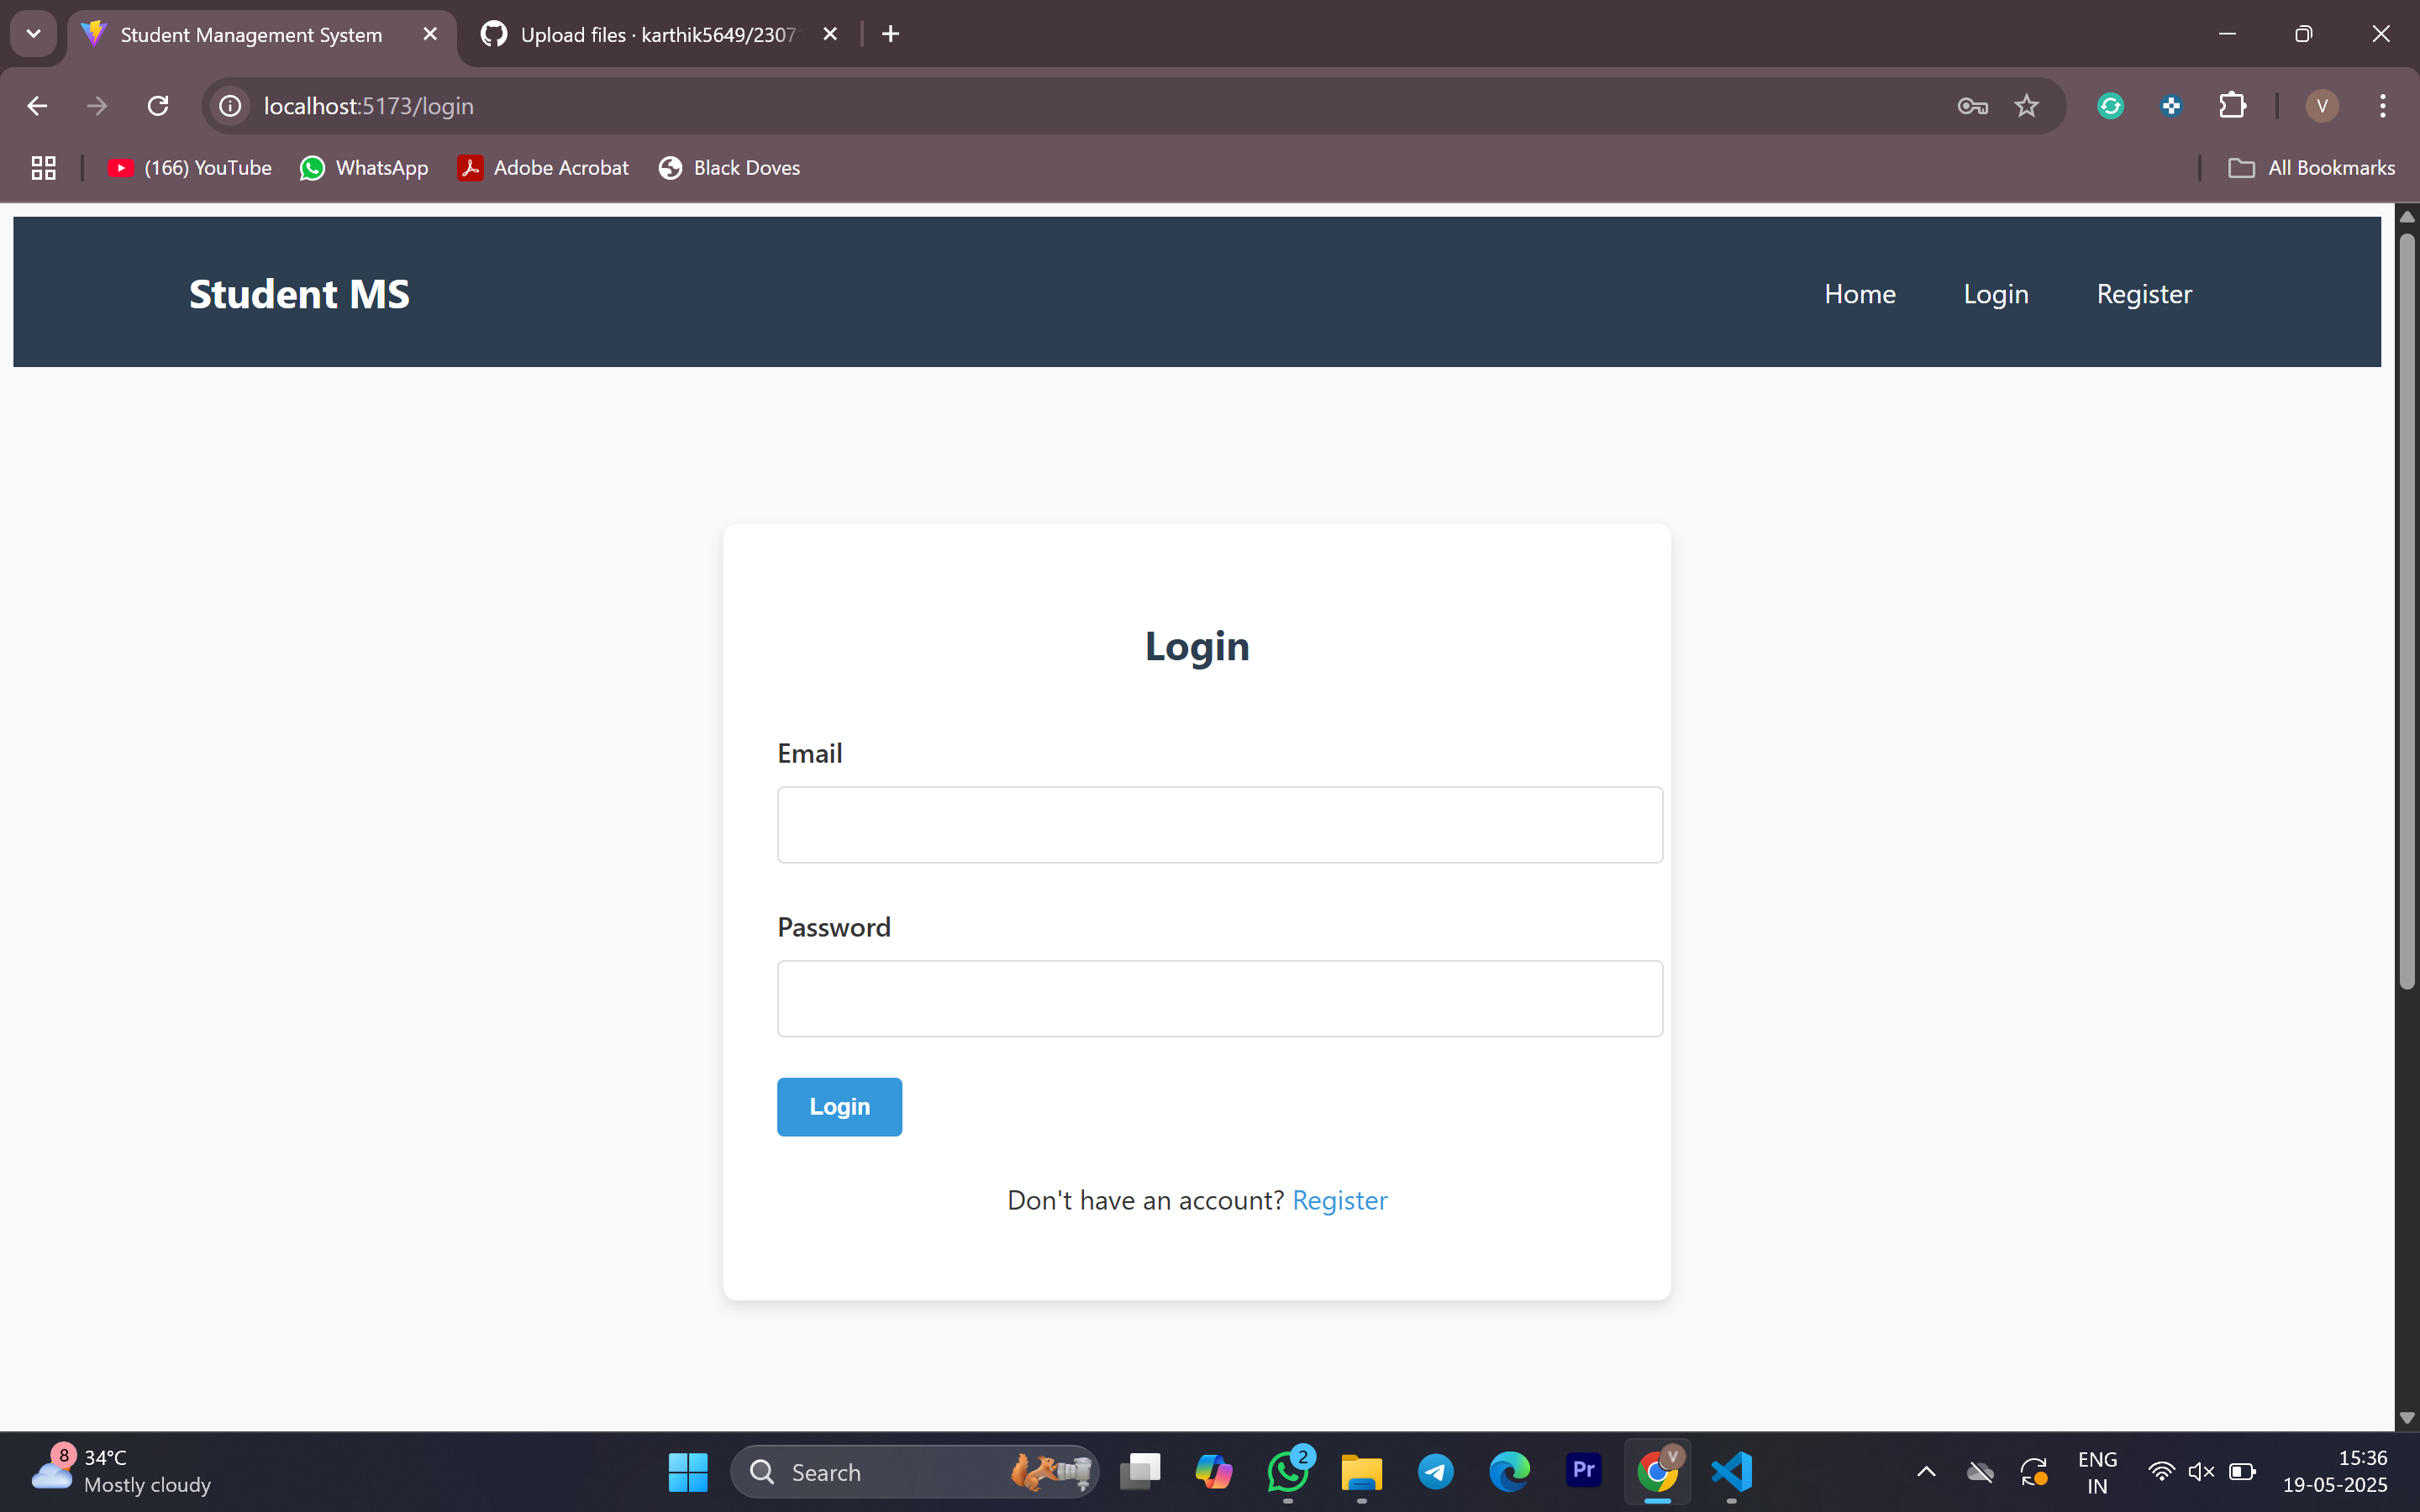 Student Management System
Upload files · karthik5649/2307
localhost:5173/login
V
(166) YouTube
WhatsApp
Adobe Acrobat
Black Doves
All Bookmarks
Student MS
Home
Login
Register
Login
Email
Password
Login
Don't have an account? Register
8
34°C
Mostly cloudy
Search
2
Pr
V
ENG
IN
15:36
19-05-2025